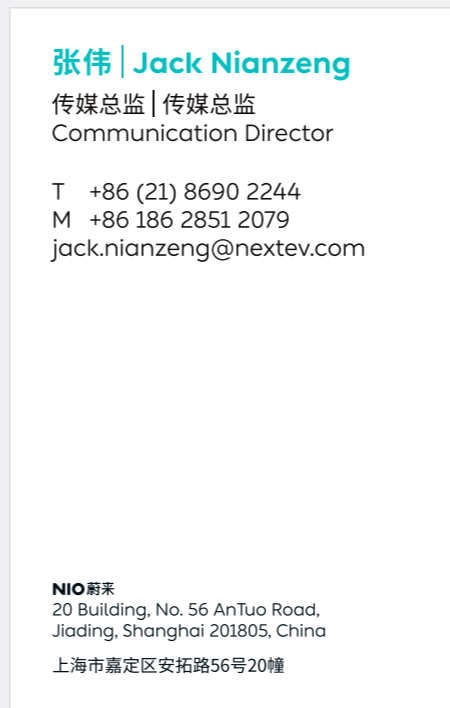 张伟|Jack Nianzeng
传媒总监|传媒总监
Communication Director
T +86 (21) 8690 2244
M +86 186 2851 2079
jack.nianzeng@nextev.com
NIO蔚来
20 Building, No. 56 AnTuo Road,
Jiading, Shanghai 201805, China
上海市嘉定区安拓路56号20幢